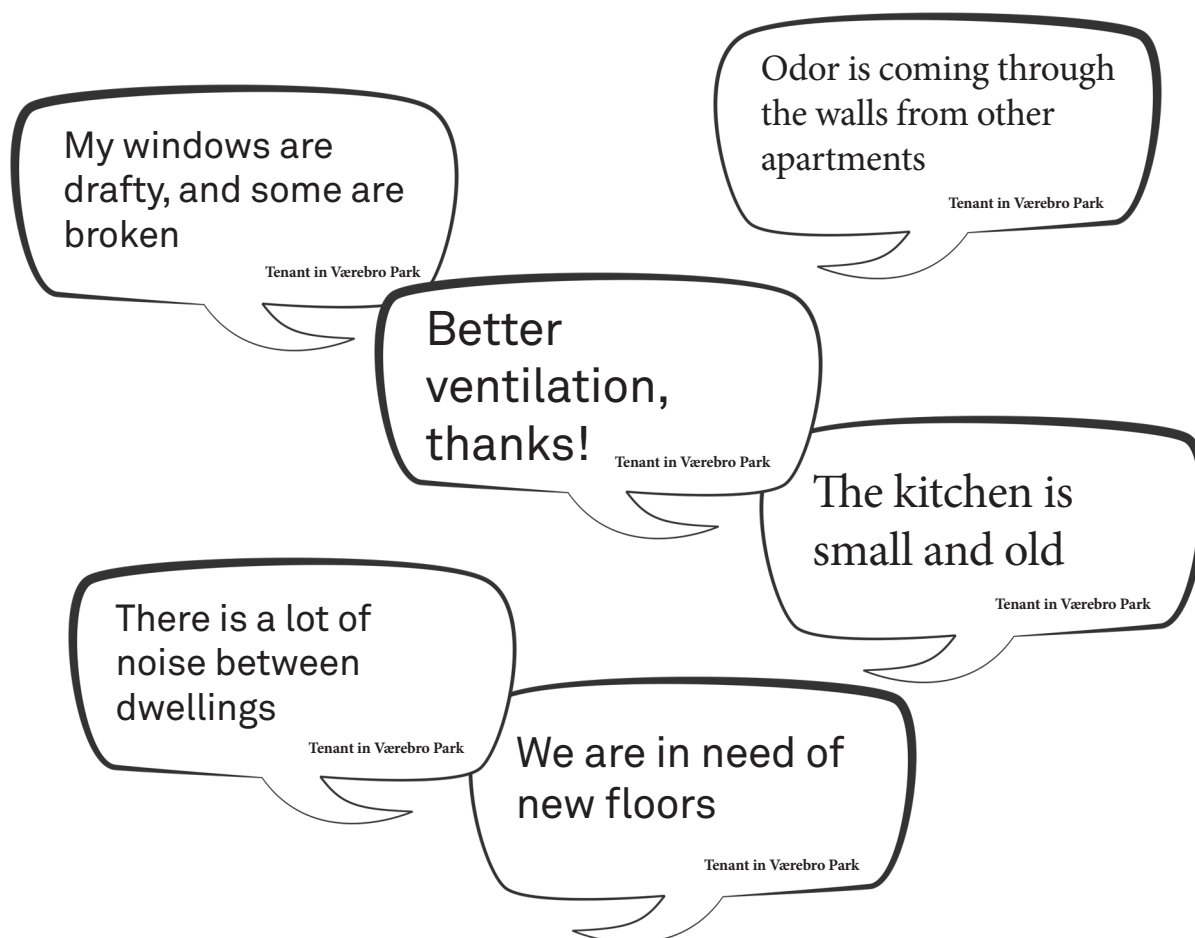 My windows are
drafty, and some are
broken
Tenant in Værebro Park
Odor is coming through
the walls from other
apartments
Tenant in Værebro Park
Better
ventilation,
thanks!
Tenant in Værebro Park
The kitchen is
small and old
Tenant in Værebro Park
There is a lot of
noise between
dwellings
Tenant in Værebro Park
We are in need of
new floors
Tenant in Værebro Park